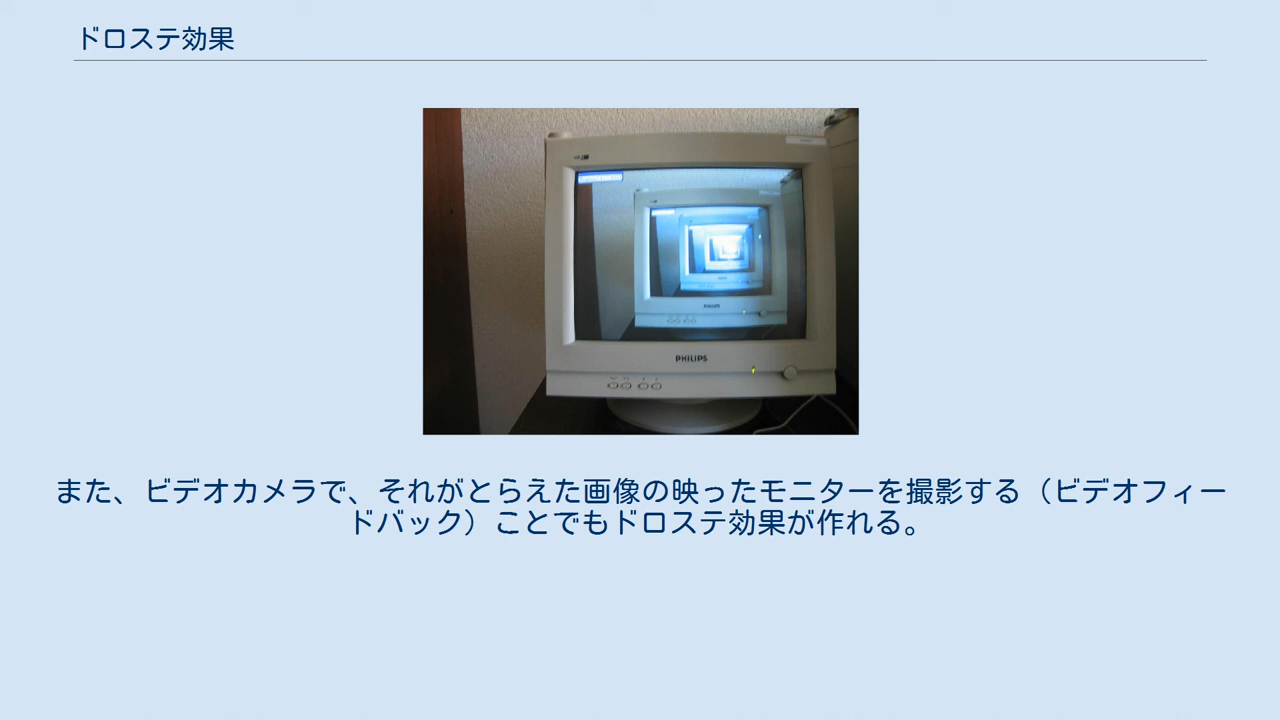 ドロステ効果
PHILIPS
PHILIPS
また、ビデオカメラで、それがとらえた画像の映ったモニターを撮影する（ビデオフィー
ドバック）ことでもドロステ効果が作れる。